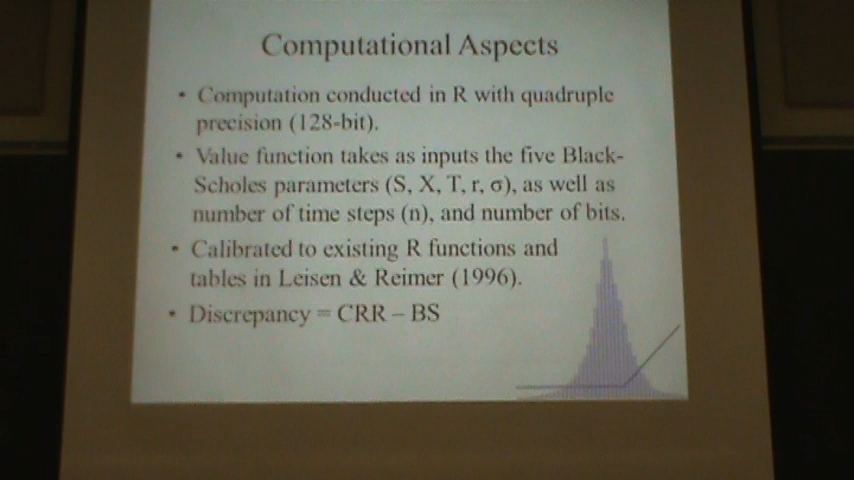 Computational Aspects
• Computation conducted in R with quadruple
precision (128-bit).
• Value function takes as inputs the five Black-
Scholes parameters (S, X, T, r, σ), as well as
number of time steps (n), and number of bits.
• Calibrated to existing R functions and
tables in Leisen & Reimer (1996).
• Discrepancy = CRR – BS